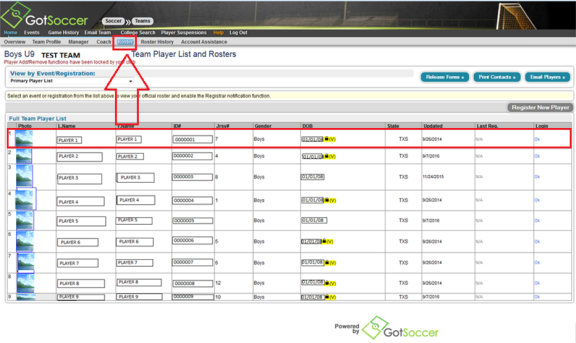 GotSoccer
Soccer » Teams
Home Events Game History Email Team College Search Player Suspensions Help Log Out
Overview Team Profile Manager Coach Roster Roster History Account Assistance
Boys U9 TEST TEAM Team Player List and Rosters
Player Add/Remove functions have been locked by your club.
View by Event/Registration:
Primary Player List
Release Forms » Print Contacts » Email Players »
Select an event or registration from the list above to view your official roster and enable the Registrar notification function.
Register New Player
Full Team Player List
Photo L.Name F.Name ID# Jrsy# Gender DOB State Updated Last Req. Login
1 PLAYER 1 PLAYER 1 0000001 7 Boys 01/01/08 (V) TXS 9/26/2014 N/A Ok
2 PLAYER 2 PLAYER 2 0000002 4 Boys 01/01/08 (V) TXS 9/7/2016 N/A Ok
3 PLAYER 3 PLAYER 3 0000003 8 Boys 01/01/08 TXS 11/24/2015 N/A Ok
4 PLAYER 4 PLAYER 4 0000004 1 Boys 01/01/08 (V) TXS 9/26/2014 N/A Ok
5 PLAYER 5 PLAYER 5 0000005 Boys 01/01/08 TXS 9/7/2016 N/A Ok
6 PLAYER 6 PLAYER 6 0000006 5 Boys 01/01/08 (V) TXS 9/26/2014 N/A Ok
7 PLAYER 7 PLAYER 7 0000007 6 Boys 01/01/08 (V) TXS 9/26/2014 N/A Ok
8 PLAYER 8 PLAYER 8 0000008 12 Boys 01/01/08 (V) TXS 9/26/2014 N/A Ok
9 PLAYER 9 PLAYER 9 0000009 10 Boys 01/01/08 (V) TXS 9/7/2016 N/A Ok
Powered by GotSoccer